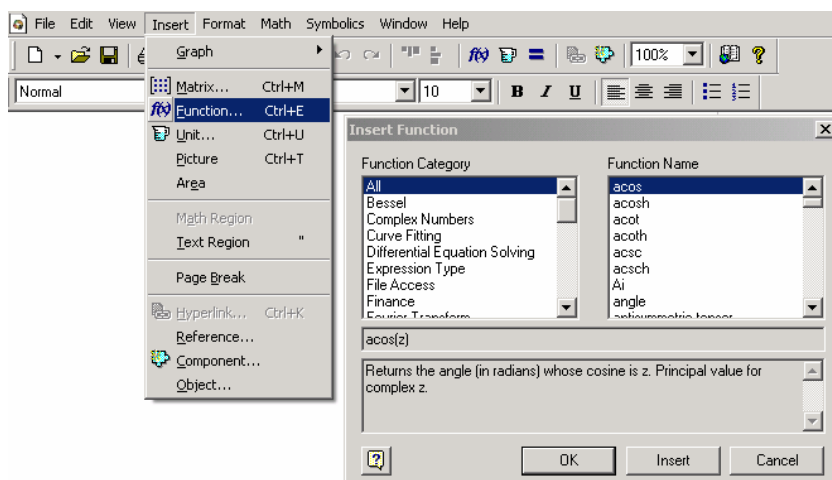 File Edit View Insert Format Math Symbolics Window Help
100%
Normal 10 B I U
Graph
Matrix... Ctrl+M
f(x) Function... Ctrl+E
Unit... Ctrl+U
Picture Ctrl+T
Area
Math Region
Text Region "
Page Break
Hyperlink... Ctrl+K
Reference...
Component...
Object...
Insert Function
Function Category
All
Bessel
Complex Numbers
Curve Fitting
Differential Equation Solving
Expression Type
File Access
Finance
Fourier Transform
Function Name
acos
acosh
acot
acoth
acsc
acsch
Ai
angle
antisymmetric tensor
acos(z)
Returns the angle (in radians) whose cosine is z. Principal value for
complex z.
OK Insert Cancel